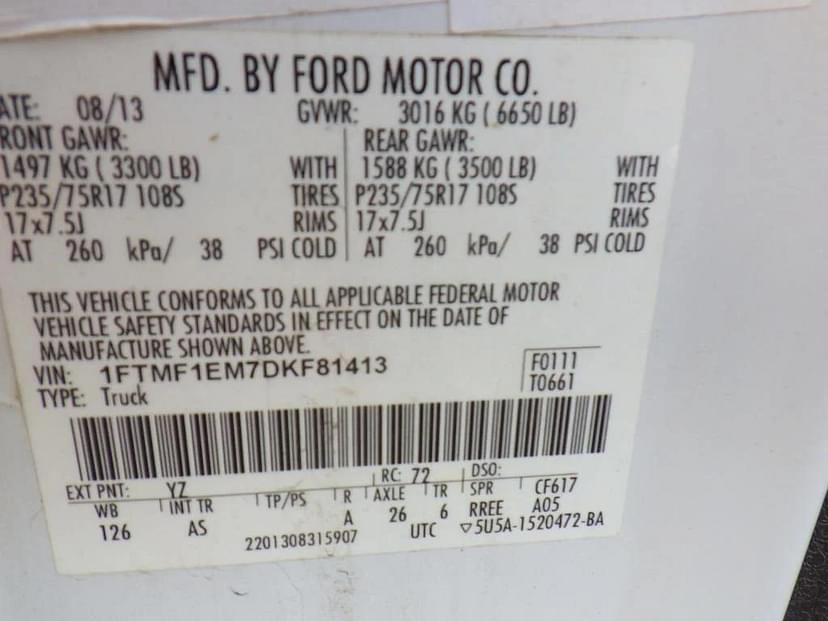 MFD. BY FORD MOTOR CO.
ATE: 08/13 GVWR: 3016 KG ( 6650 LB)
RONT GAWR: REAR GAWR:
1497 KG ( 3300 LB) WITH 1588 KG ( 3500 LB) WITH
P235/75R17 108S TIRES P235/75R17 108S TIRES
17x7.5J RIMS 17x7.5J RIMS
AT 260 kPa/ 38 PSI COLD AT 260 kPa/ 38 PSI COLD
THIS VEHICLE CONFORMS TO ALL APPLICABLE FEDERAL MOTOR
VEHICLE SAFETY STANDARDS IN EFFECT ON THE DATE OF
MANUFACTURE SHOWN ABOVE.
VIN: 1FTMF1EM7DKF81413 F0111
TYPE: Truck T0661
EXT PNT: YZ RC: 72 DSO:
WB INT TR TP/PS R AXLE TR SPR CF617
126 AS A 26 6 RREE A05
2201308315907 UTC ▽5U5A-1520472-BA